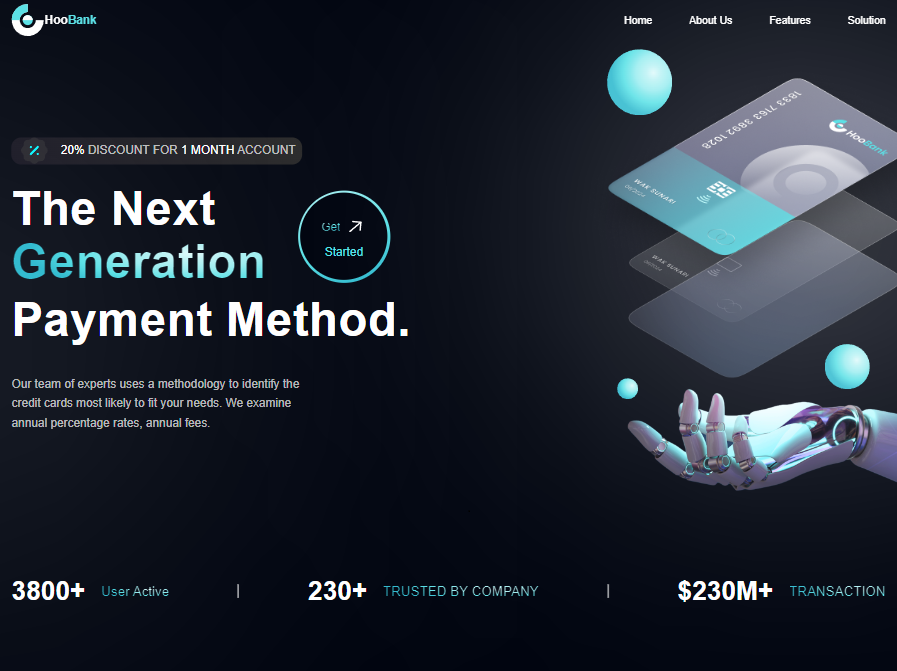 HooBank
Home
About Us
Features
Solution
20% DISCOUNT FOR 1 MONTH ACCOUNT
The Next
Generation
Payment Method.
Get
Started
Our team of experts uses a methodology to identify the
credit cards most likely to fit your needs. We examine
annual percentage rates, annual fees.
1833 7163 3892 1028
HooBank
WAK SUNARI
WAK SUNARI
3800+ User Active
|
230+ TRUSTED BY COMPANY
|
$230M+ TRANSACTION